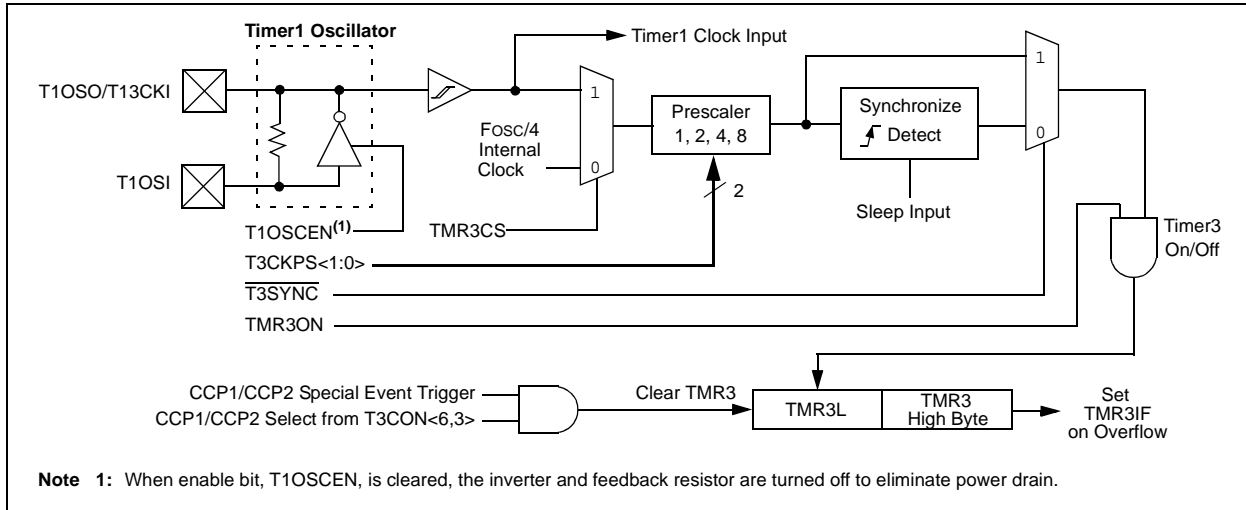 Timer1 Oscillator
Timer1 Clock Input
T1OSO/T13CKI
1
1
Prescaler
1, 2, 4, 8
Synchronize
Detect
FOSC/4
Internal
Clock
0
0
T1OSI
2
Sleep Input
T1OSCEN(1)
TMR3CS
Timer3
On/Off
T3CKPS<1:0>
T3SYNC
TMR3ON
CCP1/CCP2 Special Event Trigger
CCP1/CCP2 Select from T3CON<6,3>
Clear TMR3
TMR3L
TMR3
High Byte
Set
TMR3IF
on Overflow
Note 1: When enable bit, T1OSCEN, is cleared, the inverter and feedback resistor are turned off to eliminate power drain.